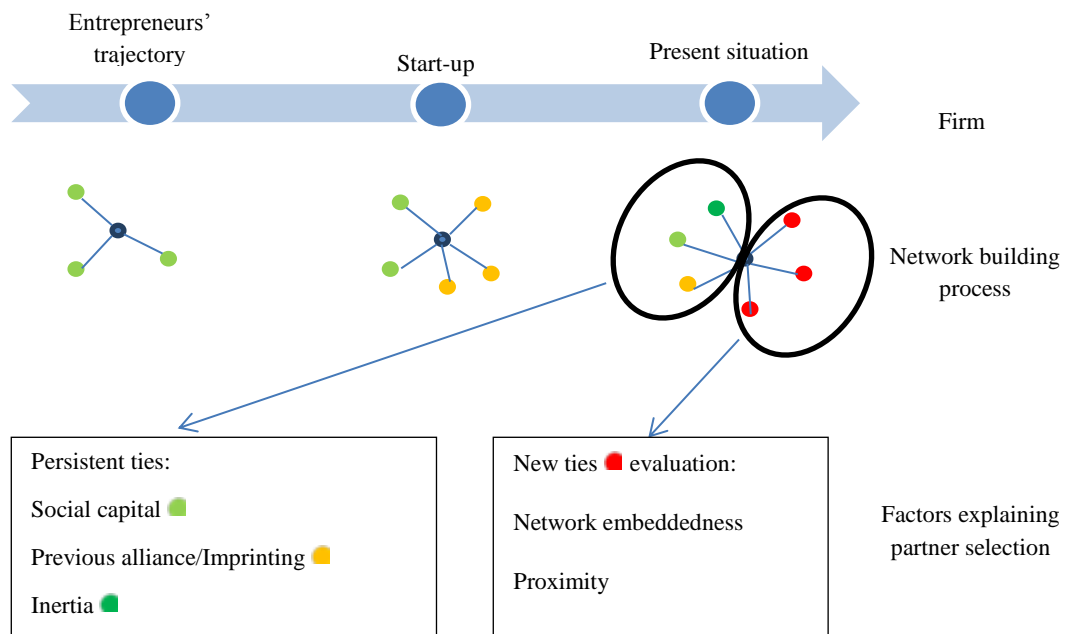 Entrepreneurs’
trajectory
Start-up
Present situation
Firm
Network building
process
Persistent ties:
Social capital
Previous alliance/Imprinting
Inertia
New ties evaluation:
Network embeddedness
Proximity
Factors explaining
partner selection